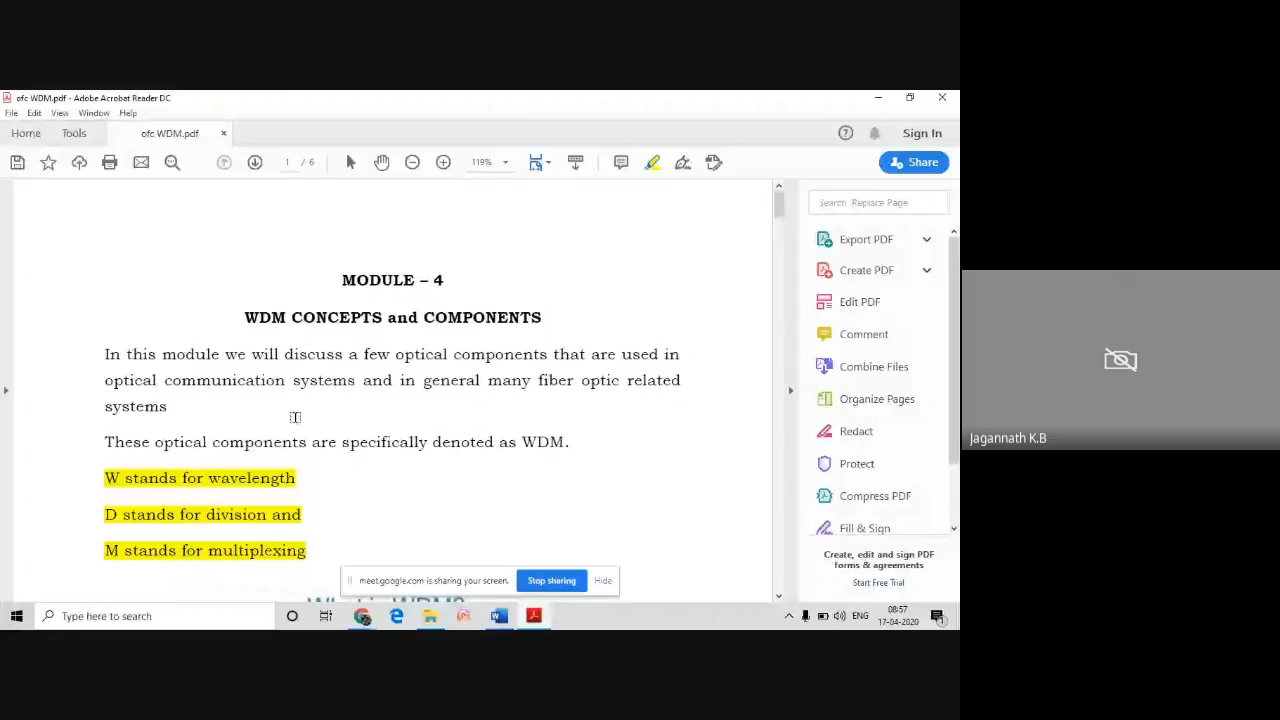 ofc WDM.pdf - Adobe Acrobat Reader DC
File Edit View Window Help
Home Tools ofc WDM.pdf × Sign In
1 / 6 119% Share
Search Replace Page
MODULE – 4
WDM CONCEPTS and COMPONENTS
In this module we will discuss a few optical components that are used in
optical communication systems and in general many fiber optic related
systems
These optical components are specifically denoted as WDM.
W stands for wavelength
D stands for division and
M stands for multiplexing
What is WDM?
Export PDF
Create PDF
Edit PDF
Comment
Combine Files
Organize Pages
Redact
Protect
Compress PDF
Fill & Sign
Create, edit and sign PDF
forms & agreements
Start Free Trial
meet.google.com is sharing your screen. Stop sharing Hide
Type here to search
ENG
08:57
17-04-2020
Jagannath K.B